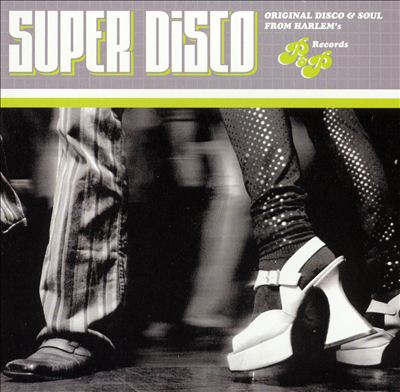 SUPER DiSCO
ORIGINAL DISCO & SOUL
FROM HARLEM's
P&P Records